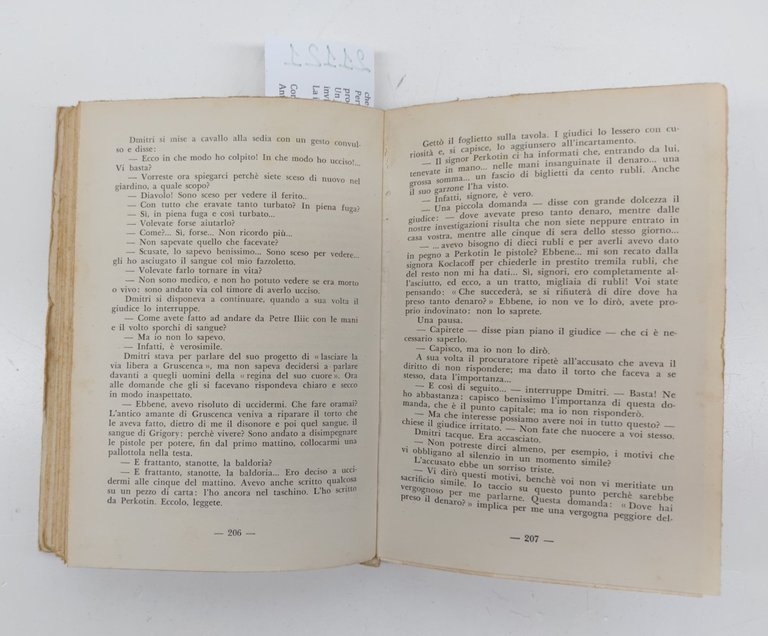 21121
che
Per
pro
Un
invi
La i
Con
Ant
Dmitri si mise a cavallo alla sedia con un gesto convul-
so e disse:
— Ecco in che modo ho colpito! In che modo ho ucciso!...
Vi basta?
— Vorreste ora spiegarci perchè siete sceso di nuovo nel
giardino, a quale scopo?
— Diavolo! Sono sceso per vedere il ferito..
— Con tutto che eravate tanto turbato? In piena fuga?
— Sì, in piena fuga e così turbato...
— Volevate forse aiutarlo?
— Come?... Sì, forse... Non ricordo più...
— Non sapevate quello che facevate?
— Scusate, lo sapevo benissimo... Sono sceso per vedere...
gli ho asciugato il sangue col mio fazzoletto.
— Volevate farlo tornare in vita?
— Non sono medico, e non ho potuto vedere se era morto
o vivo: sono andato via col timore di averlo ucciso.
Dmitri si disponeva a continuare, quando a sua volta il
giudice lo interruppe.
— Come avete fatto ad andare da Petre Iliic con le mani
e il volto sporchi di sangue?
— Ma io non lo sapevo.
— Infatti, è verosimile.
Dmitri stava per parlare del suo progetto di «lasciare la
via libera a Gruscenca», ma non sapeva decidersi a parlare
davanti a quegli uomini della «regina del suo cuore». Ora
alle domande che gli si facevano rispondeva chiaro e secco
in modo inaspettato.
— Ebbene, avevo risoluto di uccidermi. Che fare oramai?
L'antico amante di Gruscenca veniva a riparare il torto che
le aveva fatto, dietro di me il disonore e poi quel sangue. il
sangue di Grigory: perchè vivere? Sono andato a disimpegnare
le pistole per potere, fin dal primo mattino, collocarmi una
pallottola nella testa.
— E frattanto, stanotte, la baldoria?
— E frattanto, stanotte, la baldoria... Ero deciso a ucci-
dermi alle cinque del mattino. Avevo anche scritto qualcosa
su un pezzo di carta: l'ho ancora nel taschino. L'ho scritto
da Perkotin. Eccolo, leggete.
— 206 —
Gettò il foglietto sulla tavola. I giudici lo lessero con cu-
riosità e, si capisce, lo aggiunsero all'incartamento.
— Il signor Perkotin ci ha informati che, entrando da lui,
tenevate in mano... nelle mani insanguinate il denaro... una
grossa somma... un fascio di biglietti da cento rubli. Anche
il suo garzone l'ha visto.
— Infatti, signore, è vero.
— Una piccola domanda — disse con grande dolcezza il
giudice: — dove avevate preso tanto denaro, mentre dalle
nostre investigazioni risulta che non siete neppure entrato in
casa vostra, mentre alle cinque di sera dello stesso giorno...
— ... avevo bisogno di dieci rubli e per averli avevo dato
in pegno a Perkotin le pistole? Ebbene... mi son recato dalla
signora Koclacoff per chiederle in prestito tremila rubli, che
del resto non mi ha dati... Sì, signori, ero completamente al-
l'asciutto, ed ecco, a un tratto, migliaia di rubli! Voi state
pensando: «Che succederà, se si rifiuterà di dire dove ha
preso tanto denaro?» Ebbene, io non ve lo dirò, avete pro-
prio indovinato: non lo saprete.
Una pausa.
— Capirete — disse pian piano il giudice — che ci è ne-
cessario saperlo.
— Capisco, ma io non lo dirò.
A sua volta il procuratore ripetè all'accusato che aveva il
diritto di non rispondere; ma dato il torto che faceva a se
stesso, data l'importanza...
— E così di seguito... — interruppe Dmitri. — Basta! Ne
ho abbastanza: capisco benissimo l'importanza di questa do-
manda, che è il punto capitale; ma io non risponderò.
— Ma che interesse possiamo avere noi in tutto questo? —
chiese il giudice irritato. — Non fate che nuocere a voi stesso.
Dmitri tacque. Era accasciato.
— Non potreste dirci almeno, per esempio, i motivi che
vi obbligano al silenzio in un momento simile?
L'accusato ebbe un sorriso triste.
— Vi dirò questi motivi, benchè voi non vi meritiate un
sacrificio simile. Io taccio su questo punto perchè sarebbe
vergognoso per me parlarne. Questa domanda: «Dove hai
preso il denaro?» implica per me una vergogna peggiore del-
— 207 —